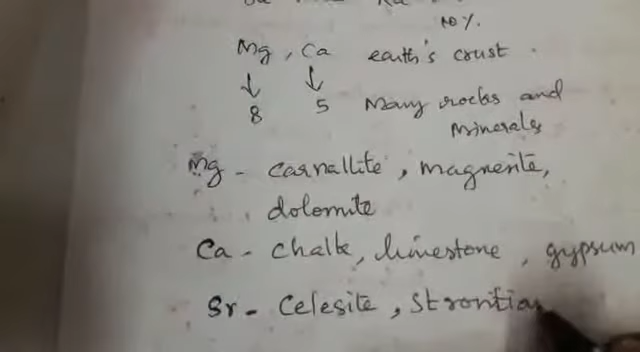 10%
Mg, Ca earth's crust.
8 5 Many rocks and
minerals
Mg - carnallite, magnesite,
dolomite
Ca - chalk, limestone, gypsum
Sr - Celesite, Strontian